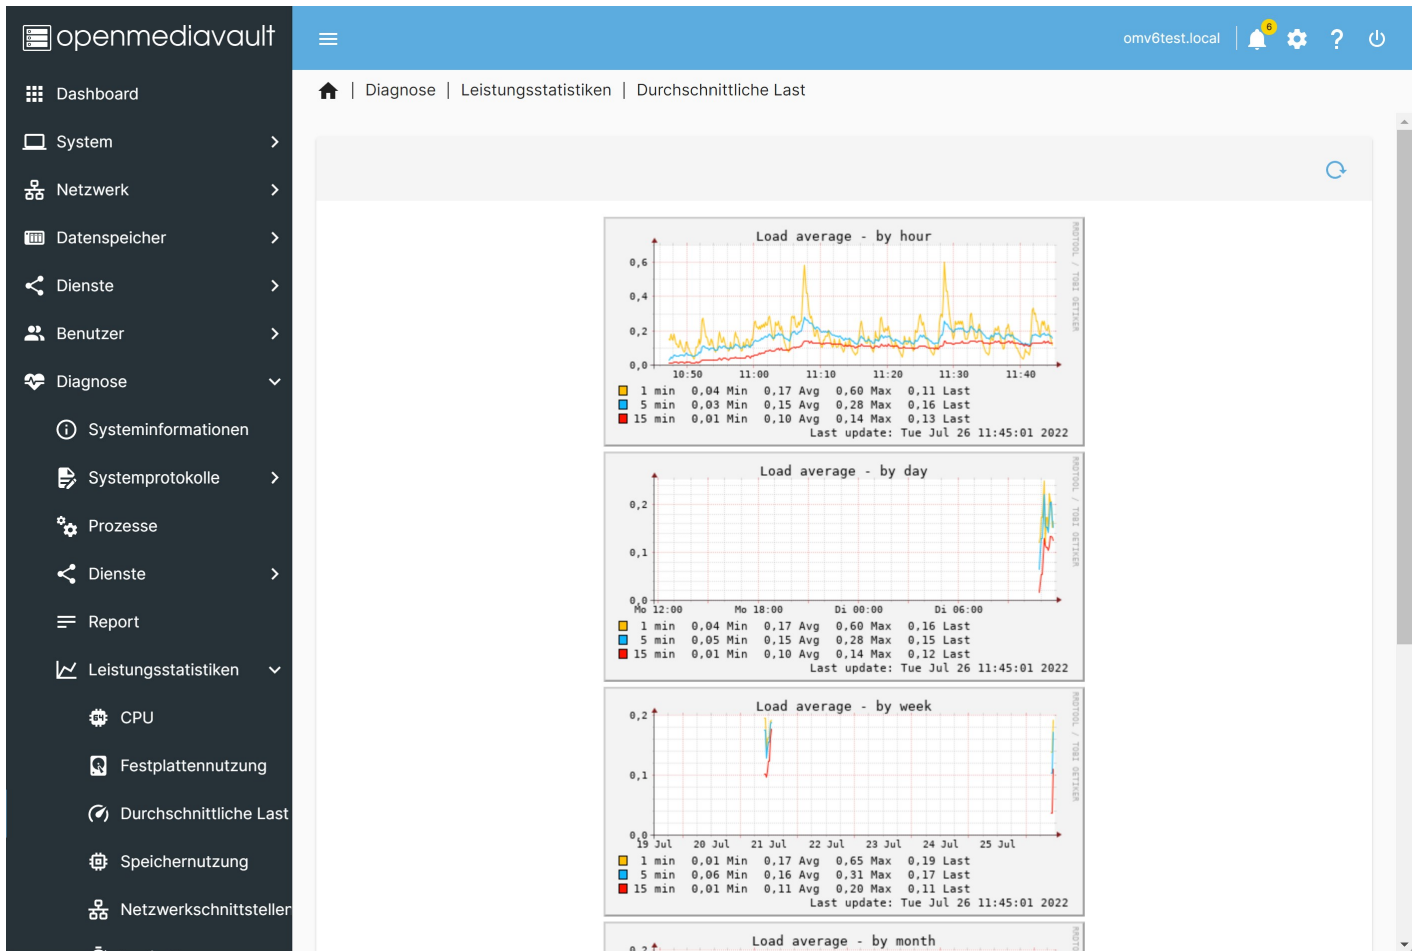 openmediavault
omv6test.local
6
Dashboard
System
Netzwerk
Datenspeicher
Dienste
Benutzer
Diagnose
Systeminformationen
Systemprotokolle
Prozesse
Dienste
Report
Leistungsstatistiken
CPU
Festplattennutzung
Durchschnittliche Last
Speichernutzung
Netzwerkschnittstellen
| Diagnose | Leistungsstatistiken | Durchschnittliche Last
Load average - by hour
RRDTOOL / TOBI OETIKER
0,6
0,4
0,2
0,0
10:50 11:00 11:10 11:20 11:30 11:40
1 min 0,04 Min 0,17 Avg 0,60 Max 0,11 Last
5 min 0,03 Min 0,15 Avg 0,28 Max 0,16 Last
15 min 0,01 Min 0,10 Avg 0,14 Max 0,13 Last
Last update: Tue Jul 26 11:45:01 2022
Load average - by day
RRDTOOL / TOBI OETIKER
0,2
0,1
0,0
Mo 12:00 Mo 18:00 Di 00:00 Di 06:00
1 min 0,04 Min 0,17 Avg 0,60 Max 0,16 Last
5 min 0,05 Min 0,15 Avg 0,28 Max 0,15 Last
15 min 0,01 Min 0,10 Avg 0,14 Max 0,12 Last
Last update: Tue Jul 26 11:45:01 2022
Load average - by week
RRDTOOL / TOBI OETIKER
0,2
0,1
0,0
19 Jul 20 Jul 21 Jul 22 Jul 23 Jul 24 Jul 25 Jul
1 min 0,01 Min 0,17 Avg 0,65 Max 0,19 Last
5 min 0,06 Min 0,16 Avg 0,31 Max 0,17 Last
15 min 0,01 Min 0,11 Avg 0,20 Max 0,11 Last
Last update: Tue Jul 26 11:45:01 2022
Load average - by month
0,2